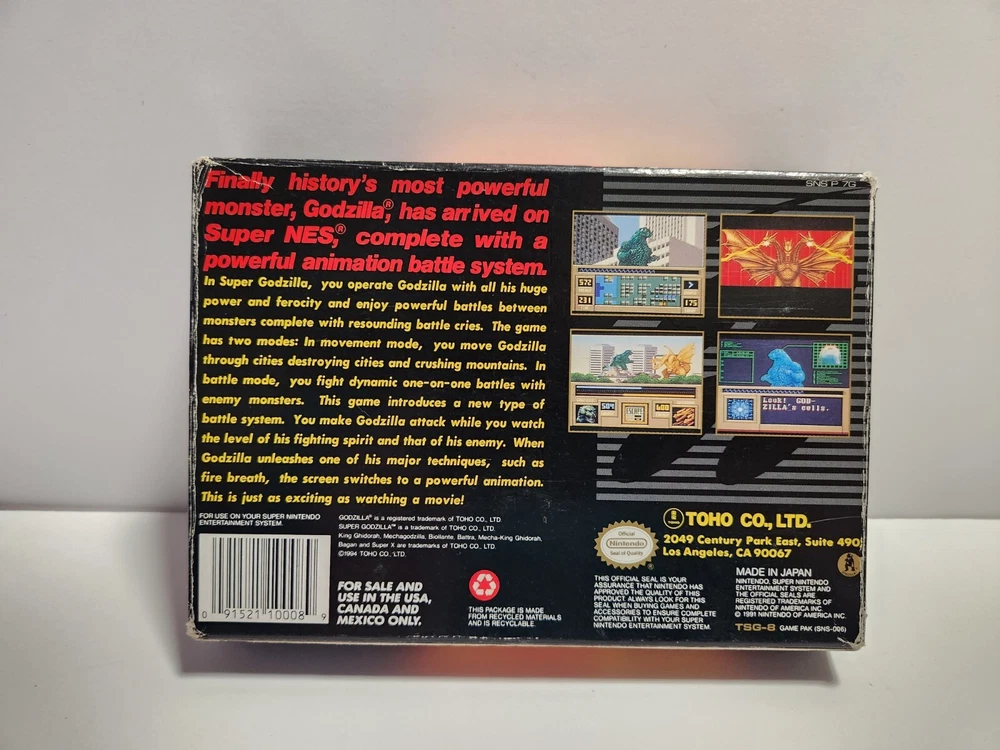 Finally history's most powerful
monster, Godzilla®, has arrived on
Super NES®, complete with a
powerful animation battle system.
In Super Godzilla, you operate Godzilla with all his huge
power and ferocity and enjoy powerful battles between
monsters complete with resounding battle cries. The game
has two modes: In movement mode, you move Godzilla
through cities destroying cities and crushing mountains. In
battle mode, you fight dynamic one-on-one battles with
enemy monsters. This game introduces a new type of
battle system. You make Godzilla attack while you watch
the level of his fighting spirit and that of his enemy. When
Godzilla unleashes one of his major techniques, such as
fire breath, the screen switches to a powerful animation.
This is just as exciting as watching a movie!
SNS P 7G
572
231
175
504
ESCAPE
600
Look! GOD-
ZILLA's cells.
FOR USE ON YOUR SUPER NINTENDO
ENTERTAINMENT SYSTEM.
GODZILLA® is a registered trademark of TOHO CO., LTD.
SUPER GODZILLA™ is a trademark of TOHO CO., LTD.
King Ghidorah, Mechagodzilla, Biollante, Battra, Mecha-King Ghidorah,
Bagan and Super X are trademarks of TOHO CO., LTD.
©1994 TOHO CO., LTD.
0 91521 10008 9
FOR SALE AND
USE IN THE USA,
CANADA AND
MEXICO ONLY.
THIS PACKAGE IS MADE
FROM RECYCLED MATERIALS
AND IS RECYCLABLE.
Official
Nintendo
Seal of Quality
TOHO
TOHO CO., LTD.
2049 Century Park East, Suite 490
Los Angeles, CA 90067
THIS OFFICIAL SEAL IS YOUR
ASSURANCE THAT NINTENDO HAS
APPROVED THE QUALITY OF THIS
PRODUCT. ALWAYS LOOK FOR THIS
SEAL WHEN BUYING GAMES AND
ACCESSORIES TO ENSURE COMPLETE
COMPATIBILITY WITH YOUR SUPER
NINTENDO ENTERTAINMENT SYSTEM.
MADE IN JAPAN
NINTENDO, SUPER NINTENDO
ENTERTAINMENT SYSTEM AND
THE OFFICIAL SEALS ARE
REGISTERED TRADEMARKS OF
NINTENDO OF AMERICA INC.
© 1991 NINTENDO OF AMERICA INC.
TSG-8 GAME PAK (SNS-006)